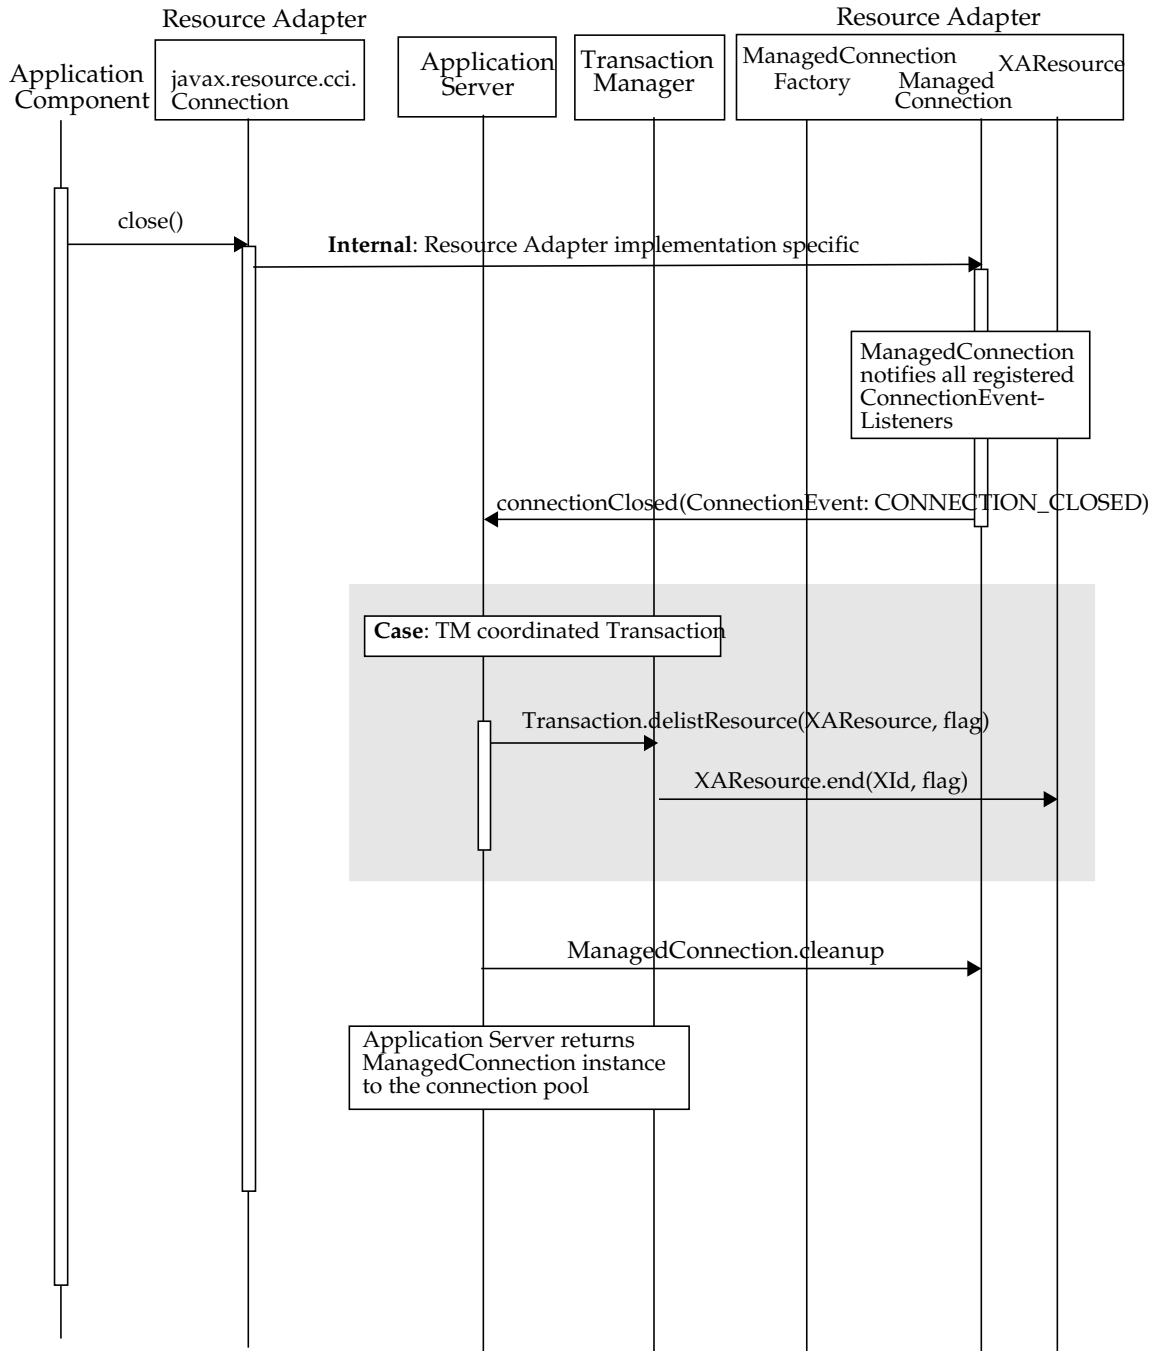 Resource Adapter
Resource Adapter
Application
Component
javax.resource.cci.
Connection
Application
Server
Transaction
Manager
ManagedConnection
Factory
Managed
Connection
XAResource
close()
Internal: Resource Adapter implementation specific
ManagedConnection
notifies all registered
ConnectionEvent-
Listeners
connectionClosed(ConnectionEvent: CONNECTION_CLOSED)
Case: TM coordinated Transaction
Transaction.delistResource(XAResource, flag)
XAResource.end(XId, flag)
ManagedConnection.cleanup
Application Server returns
ManagedConnection instance
to the connection pool